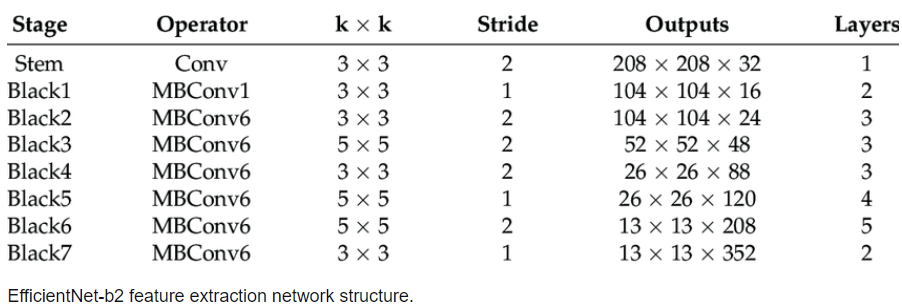 Stage Operator k × k Stride Outputs Layers
Stem Conv 3 × 3 2 208 × 208 × 32 1
Black1 MBConv1 3 × 3 1 104 × 104 × 16 2
Black2 MBConv6 3 × 3 2 104 × 104 × 24 3
Black3 MBConv6 5 × 5 2 52 × 52 × 48 3
Black4 MBConv6 3 × 3 2 26 × 26 × 88 3
Black5 MBConv6 5 × 5 1 26 × 26 × 120 4
Black6 MBConv6 5 × 5 2 13 × 13 × 208 5
Black7 MBConv6 3 × 3 1 13 × 13 × 352 2
EfficientNet-b2 feature extraction network structure.